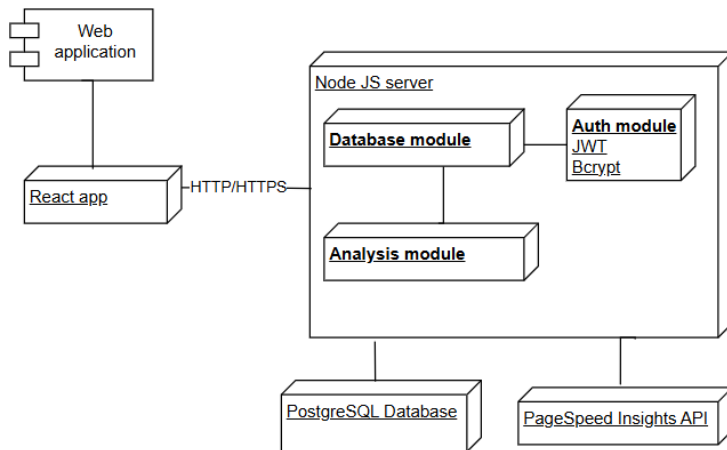 Web
application
Node JS server
Database module
Auth module
JWT
Bcrypt
React app
HTTP/HTTPS
Analysis module
PostgreSQL Database
PageSpeed Insights API